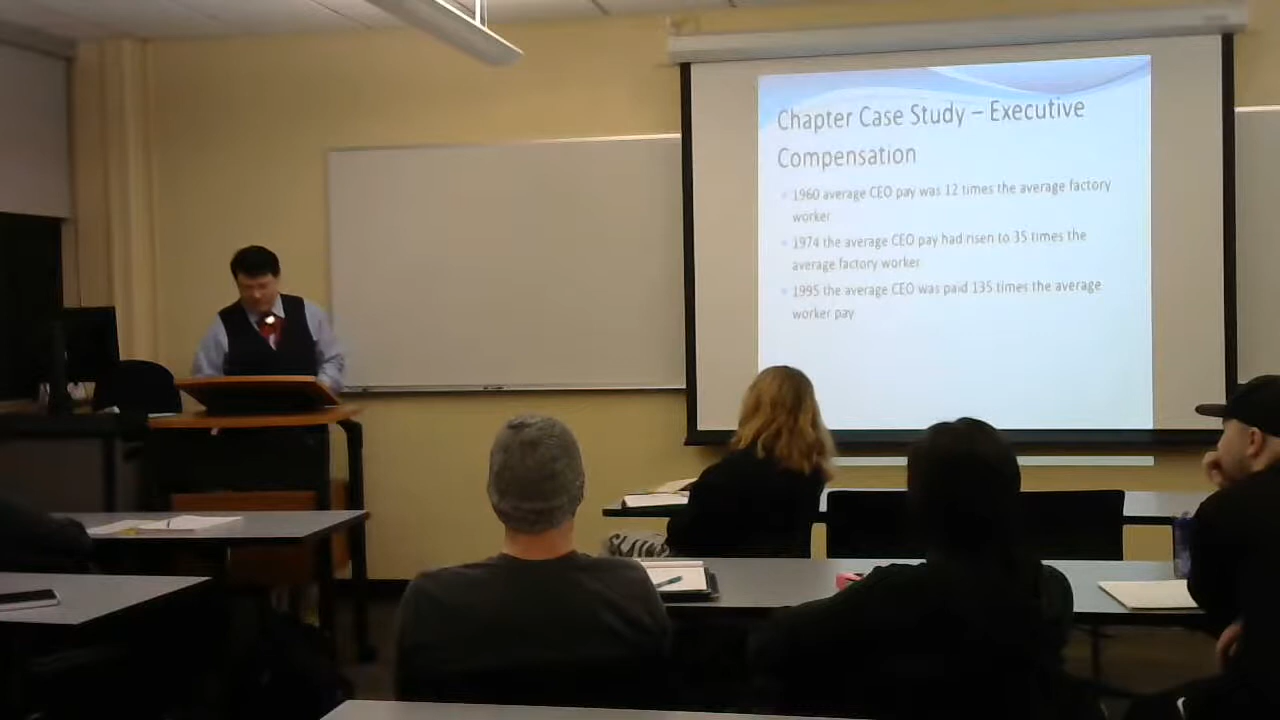 Chapter Case Study – Executive
Compensation
1960 average CEO pay was 12 times the average factory
worker
1974 the average CEO pay had risen to 35 times the
average factory worker
1995 the average CEO was paid 135 times the average
worker pay